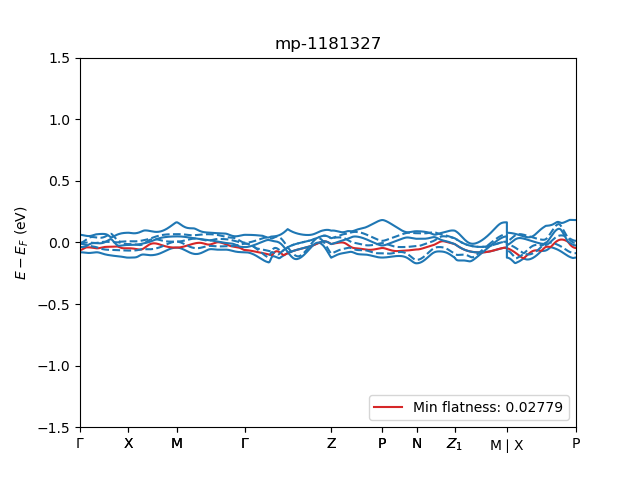 mp-1181327
1.5
1.0
0.5
0.0
−0.5
−1.0
−1.5
E − E_F (eV)
Min flatness: 0.02779
Γ X M Γ Z P N Z₁ M | X P